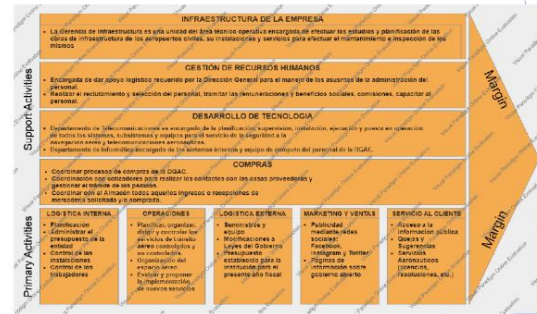 INFRAESTRUCTURA DE LA EMPRESA
La Gerencia de Infraestructura es una unidad del área técnico operativa encargada de efectuar los estudios y planificación de las
obras de infraestructura de los aeropuertos civiles, su instalaciones y servicios para efectuar el mantenimiento e inspección de los
mismos
GESTIÓN DE RECURSOS HUMANOS
Encargada de dar apoyo logístico requerido por la Dirección General para el manejo de los asuntos de la administración del
personal.
Realizar el reclutamiento y selección del personal, tramitar las remuneraciones y beneficios sociales, comisiones, capacitar al
personal.
DESARROLLO DE TECNOLOGIA
Departamento de Telecomunicaciones es encargado de la planificación, supervisión, instalación, ejecución y puesta en operación
de todos los sistemas, subsistemas y equipos para el servicio de la seguridad a la
navegación aérea y telecomunicaciones aeronáuticas.
Departamento de Informática encargado de los sistemas internos y equipo de computo del personal de la DGAC.
COMPRAS
Coordinar procesos de compras de la DGAC.
Coordinación con cotizadores para realizar los contactos con las casas proveedoras y
gestionar el trámite de los pedidos.
Coordinar con el Almacén todos aquellos ingresos o recepciones de
mercadería solicitada y/o comprada.
Support Activities
Margin
LOGISTICA INTERNA
Planificación
Administrar el
presupuesto de la
entidad
Control de las
instalaciones
Control de los
trabajadores
OPERACIONES
Planificar, organizar,
dirigir y controlar los
servicios de tránsito
aéreo controlados y
no controlados.
Organización del
espacio aéreo.
Evaluar y proponer
la implementación
de nuevos servicios
LOGISTICA EXTERNA
Suministros y
equipo
Modificaciones a
Leyes del Gobierno
Presupuesto
establecido para la
institución para el
presente año fiscal
MARKETING Y VENTAS
Publicidad
mediante redes
sociales:
Facebook,
Instagram y Twitter
Páginas de
información sobre
gobierno abierto
SERVICIO AL CLIENTE
Acceso a la
información pública
Quejas y
Sugerencias
Servicios
Aeronáuticos
(licencias,
resoluciones, etc.)
Primary Activities
Margin
Visual Paradigm Online Evaluation